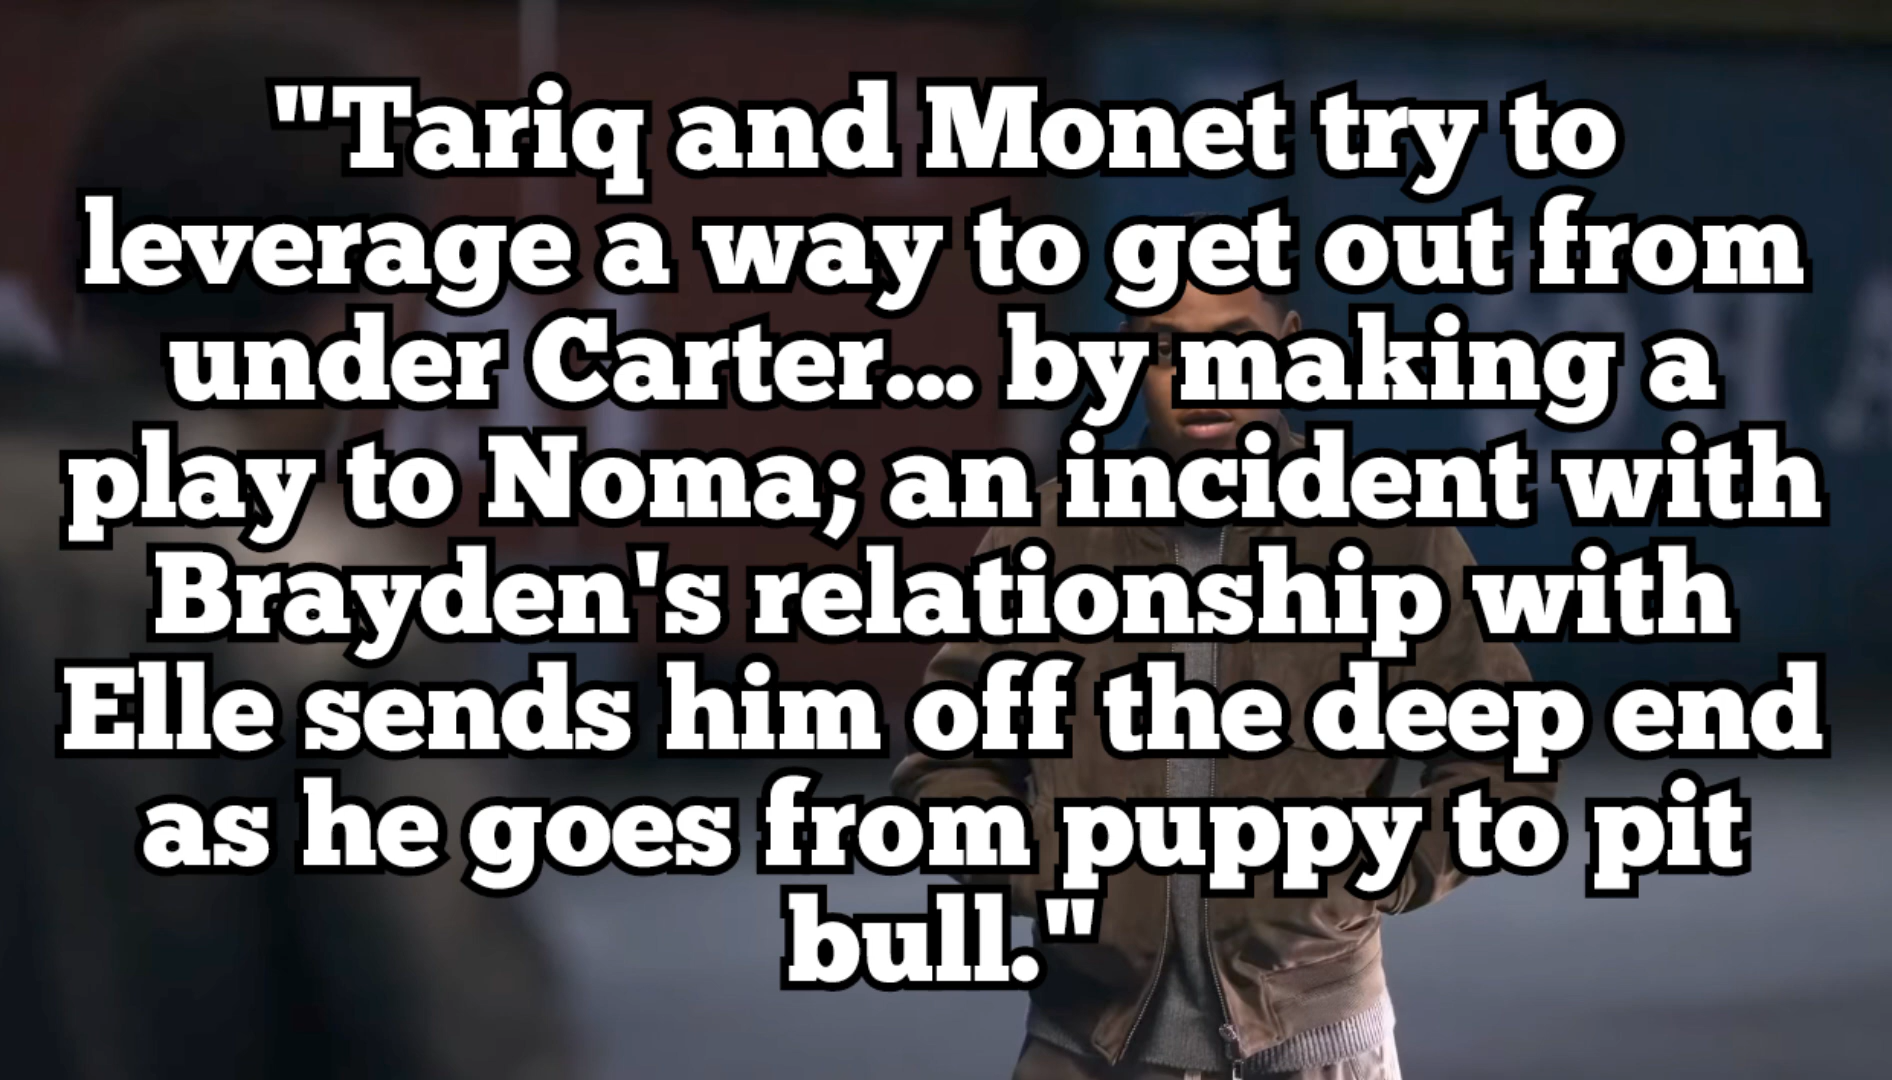 "Tariq and Monet try to
leverage a way to get out from
under Carter... by making a
play to Noma; an incident with
Brayden's relationship with
Elle sends him off the deep end
as he goes from puppy to pit
bull."